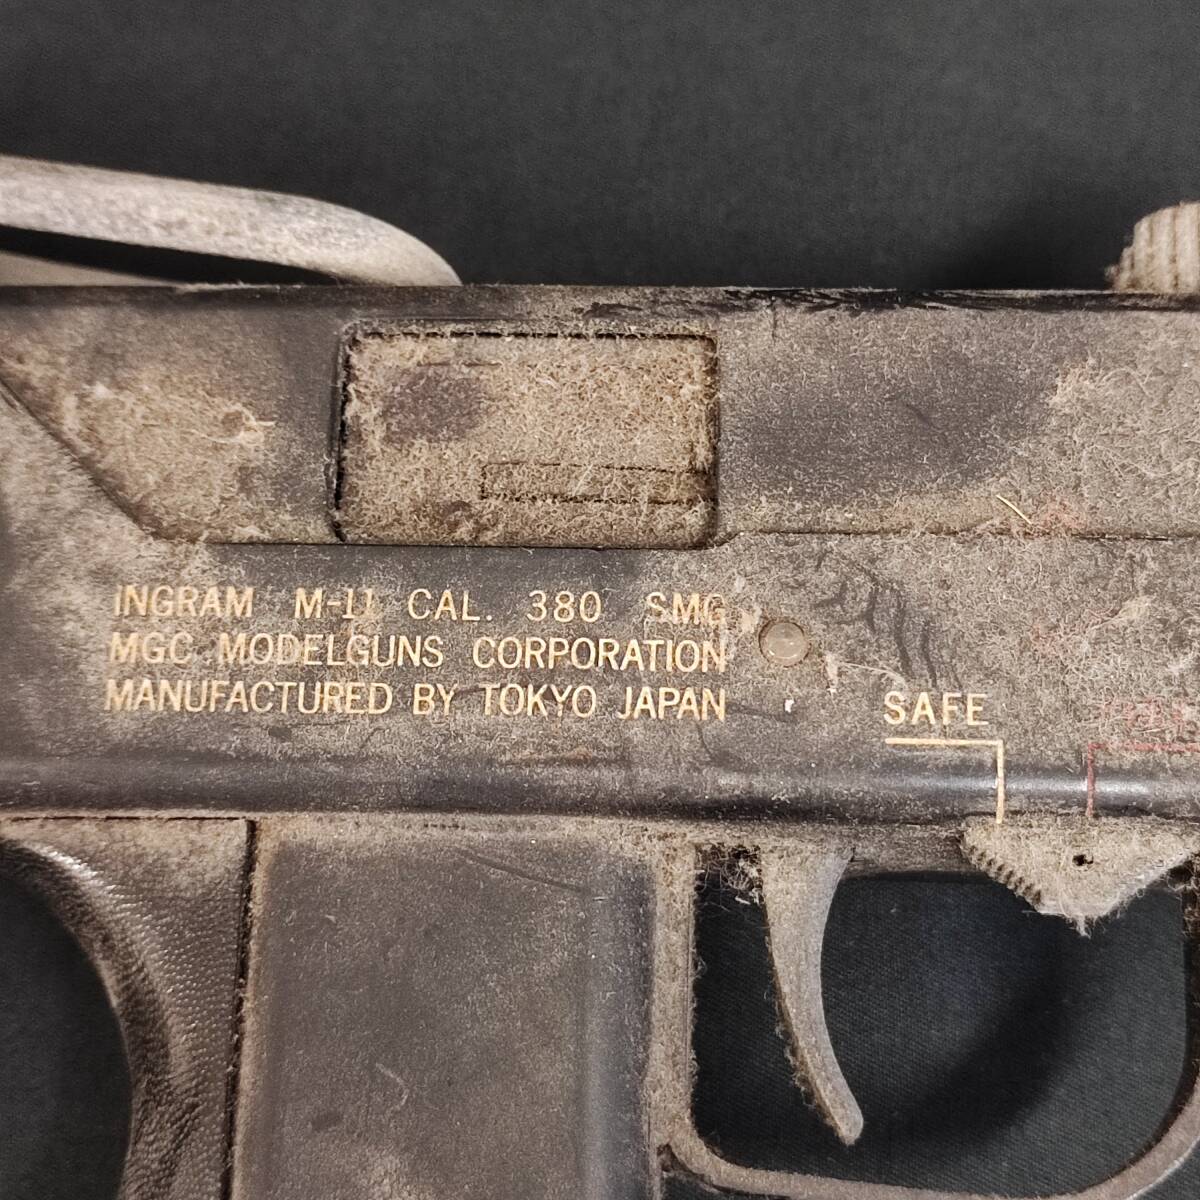 INGRAM M-11 CAL. 380 SMG
MGC MODELGUNS CORPORATION
MANUFACTURED BY TOKYO JAPAN
SAFE